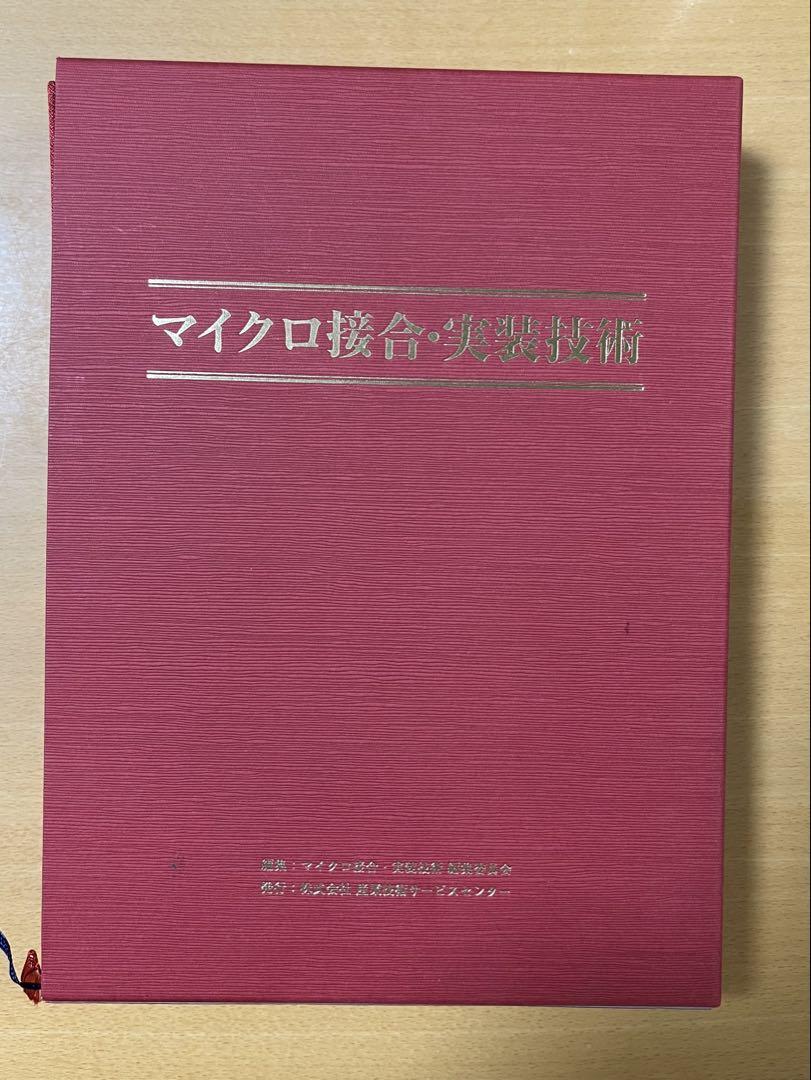 マイクロ接合・実装技術
編集：マイクロ接合・実装技術 編集委員会
発行：株式会社 産業技術サービスセンター